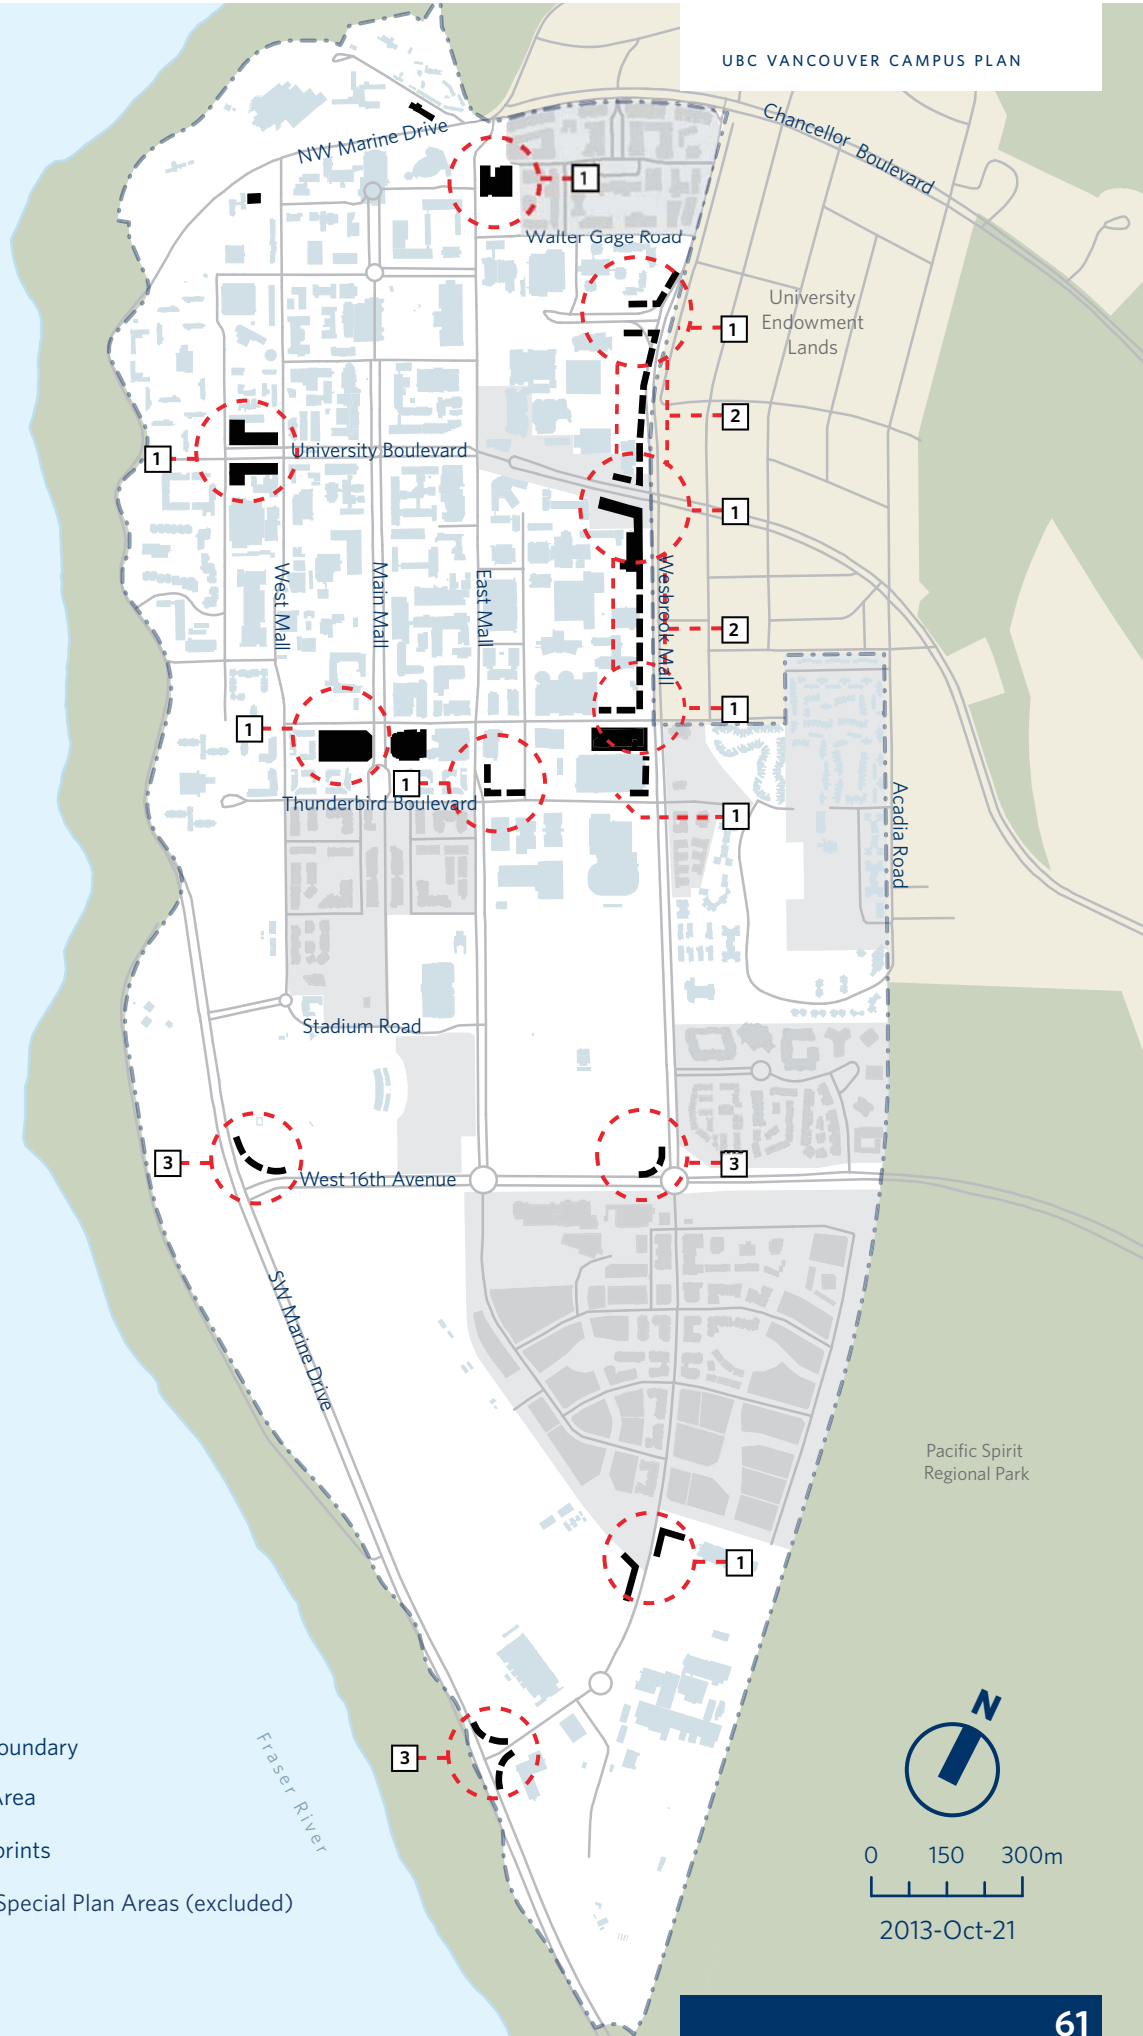 UBC VANCOUVER CAMPUS PLAN
Chancellor Boulevard
NW Marine Drive
1
Walter Gage Road
University
Endowment
Lands
1
2
University Boulevard
1
1
West Mall
Main Mall
East Mall
Wesbrook Mall
2
1
1
1
Thunderbird Boulevard
1
Acadia Road
Stadium Road
3
West 16th Avenue
3
SW Marine Drive
Pacific Spirit
Regional Park
1
3
Fraser River
N
oundary
Area
prints
Special Plan Areas (excluded)
0 150 300m
2013-Oct-21
61